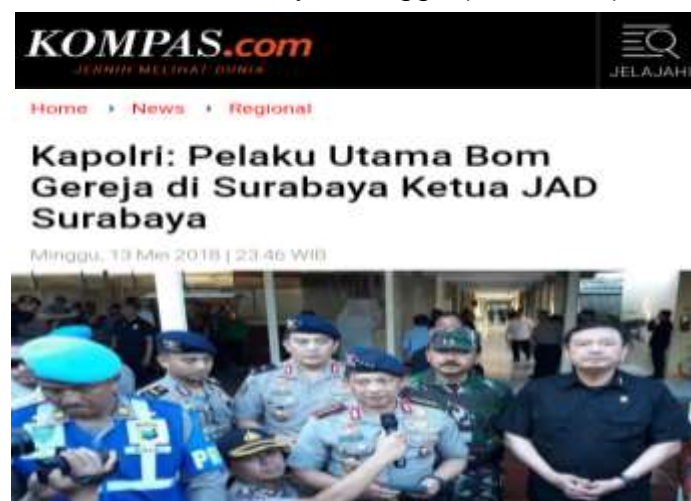 KOMPAS.com
JERNIH MELIHAT DUNIA
JELAJAHI
Home › News › Regional
Kapolri: Pelaku Utama Bom
Gereja di Surabaya Ketua JAD
Surabaya
Minggu, 13 Mei 2018 | 23:46 WIB